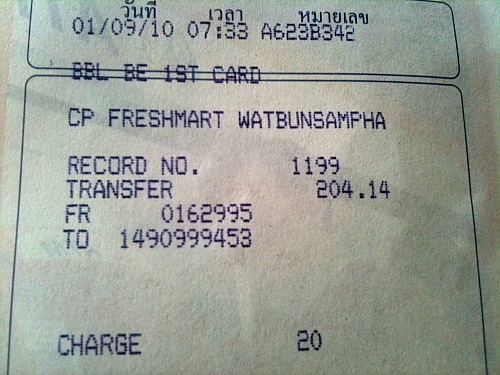 วันที่ เวลา หมายเลข
01/09/10 07:33 A623B342
BBL BE 1ST CARD
CP FRESHMART WATBUNSAMPHA
RECORD NO. 1199
TRANSFER 204.14
FR 0162995
TO 1490999453
CHARGE 20